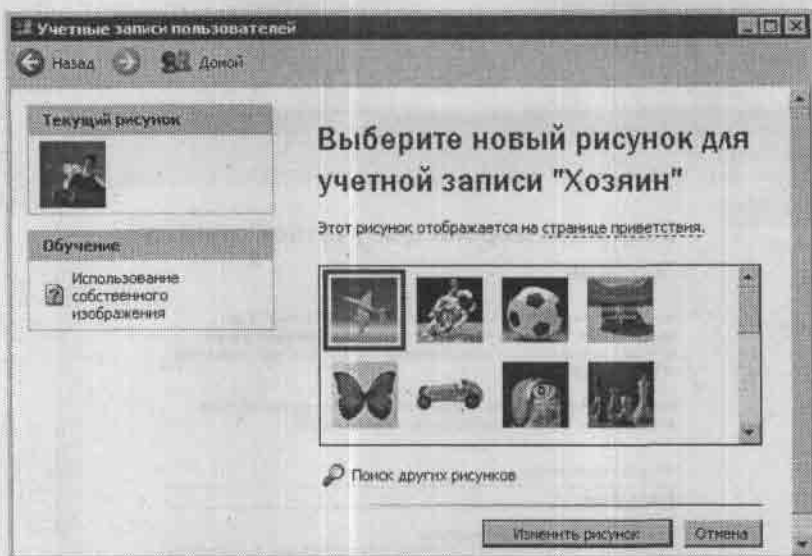 Учетные записи пользователей
Назад Домой
Текущий рисунок
Обучение
Использование
собственного
изображения
Выберите новый рисунок для
учетной записи "Хозяин"
Этот рисунок отображается на странице приветствия.
Поиск других рисунков
Изменить рисунок Отмена